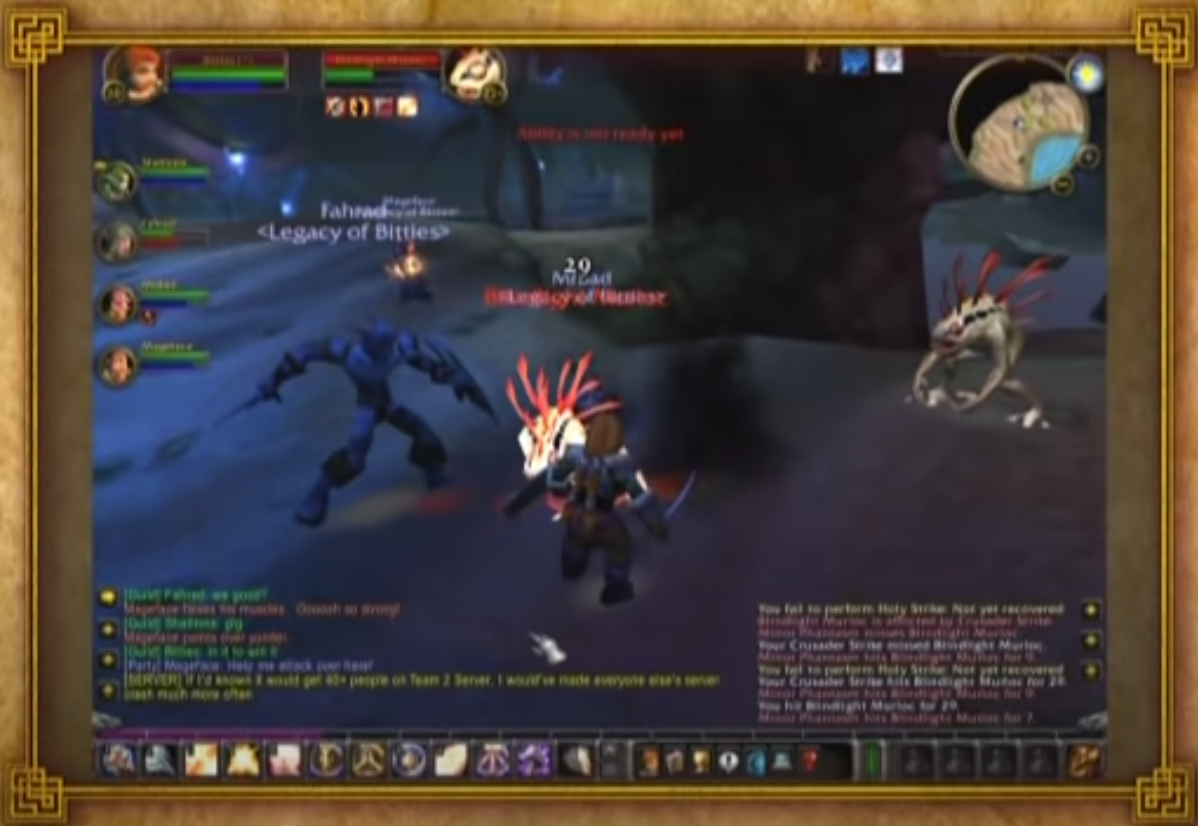 Ability is not ready yet
Mageface
Fahrad
<Legacy of Bitties>
29
Mageface
[Guild] Fahrad: we good?
Mageface flexes his muscles. Oooooh so strong!
[Guild] Shatinna: gtg
Mageface points over yonder.
[Guild] Bitties: in it to win it
[Party] Mageface: Help me attack over here!
[SERVER] If I'd known it would get 40+ people on Team 2 Server, I would've made everyone else's server
crash much more often
You fail to perform Holy Strike: Not yet recovered
Blindlight Murloc is affected by Crusader Strike
Minor Phantasm misses Blindlight Murloc.
Your Crusader Strike missed Blindlight Murloc.
Minor Phantasm hits Blindlight Murloc for 9.
You fail to perform Holy Strike: Not yet recovered
Your Crusader Strike hits Blindlight Murloc for 29.
Minor Phantasm hits Blindlight Murloc for 9.
You hit Blindlight Murloc for 29.
Minor Phantasm hits Blindlight Murloc for 7.